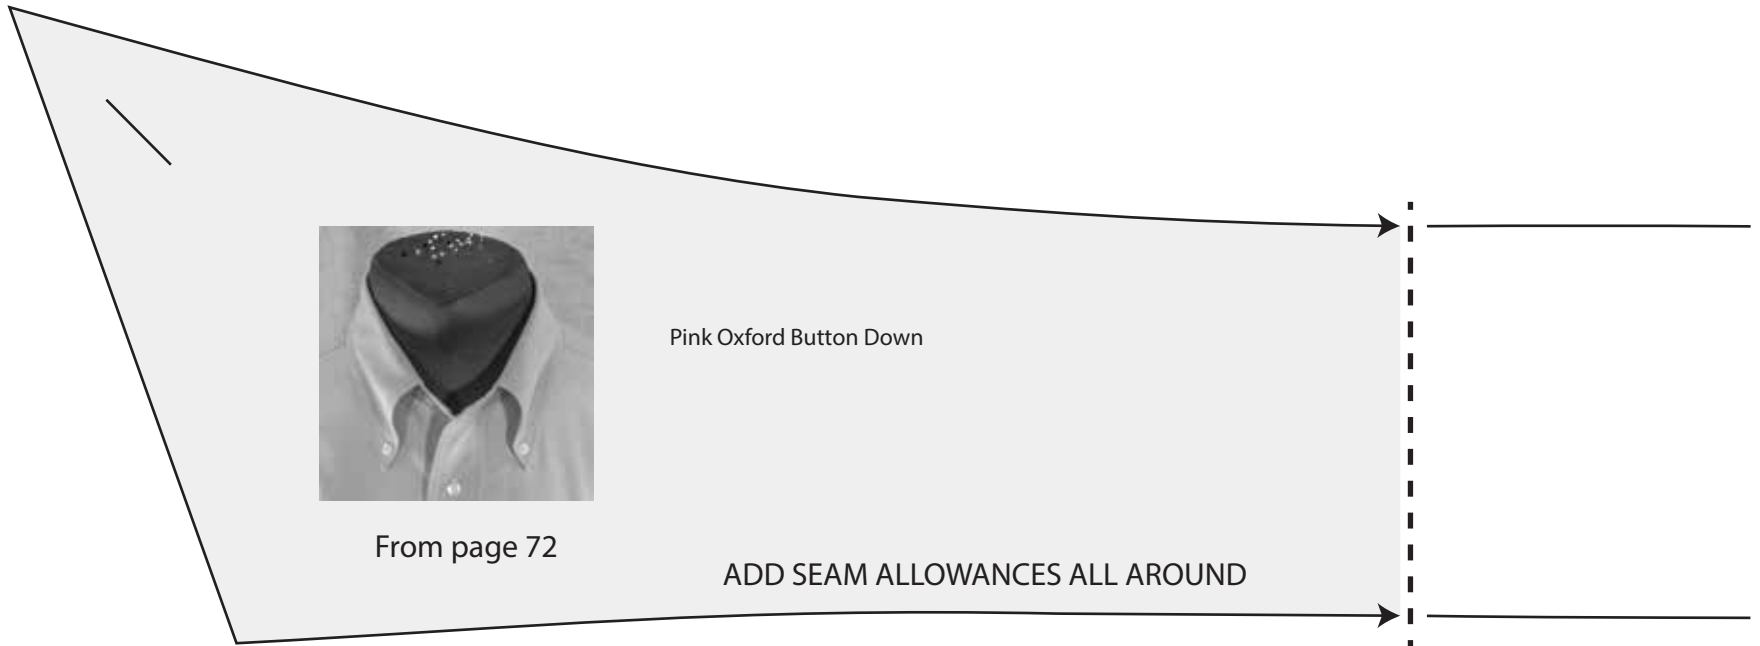 Pink Oxford Button Down
From page 72
ADD SEAM ALLOWANCES ALL AROUND